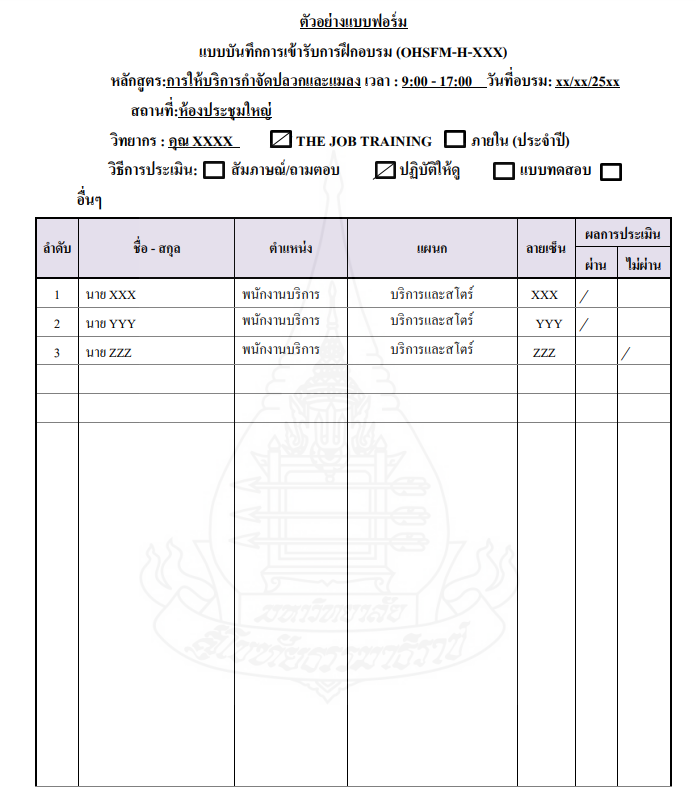 ตัวอย่างแบบฟอร์ม
แบบบันทึกการเข้ารับการฝึกอบรม (OHSFM-H-XXX)
หลักสูตร:การให้บริการกำจัดปลวกและแมลง เวลา : 9:00 - 17:00 วันที่อบรม: xx/xx/25xx
สถานที่:ห้องประชุมใหญ่
วิทยากร : คุณ XXXX THE JOB TRAINING ภายใน (ประจำปี)
วิธีการประเมิน: สัมภาษณ์/ถามตอบ ปฏิบัติให้ดู แบบทดสอบ
อื่นๆ
ลำดับ ชื่อ - สกุล ตำแหน่ง แผนก ลายเซ็น ผลการประเมิน
ผ่าน ไม่ผ่าน
1 นาย XXX พนักงานบริการ บริการและสโตร์ XXX /
2 นาย YYY พนักงานบริการ บริการและสโตร์ YYY /
3 นาย ZZZ พนักงานบริการ บริการและสโตร์ ZZZ /
มหาวิทยาลัย
สุโขทัยธรรมาธิราช